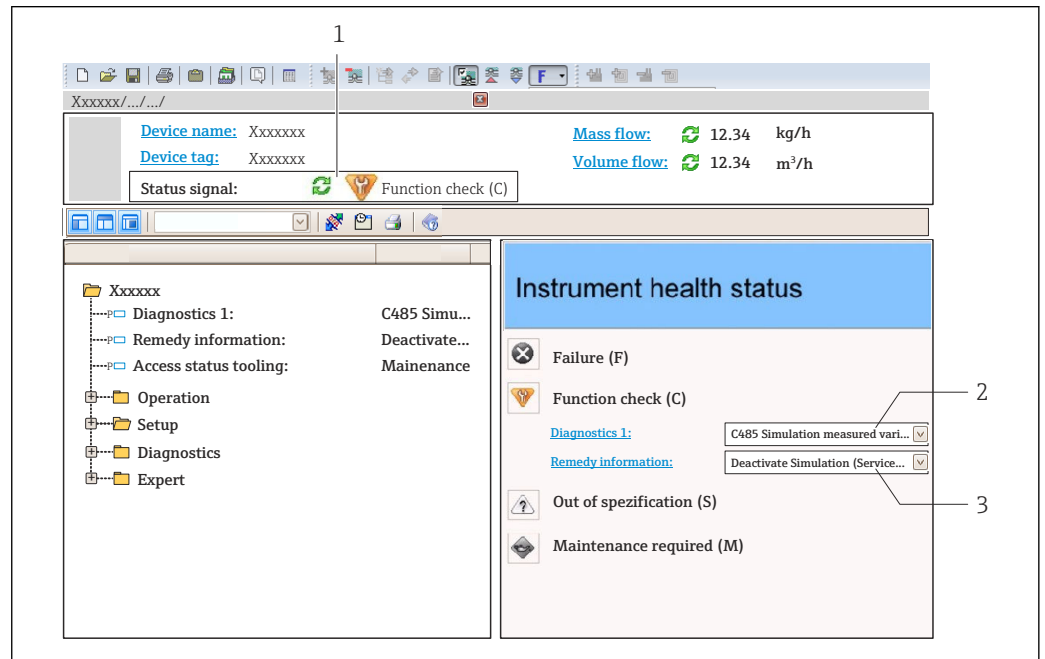 1
F
Xxxxxx/.../.../
Device name: Xxxxxxx
Mass flow: 12.34 kg/h
Device tag: Xxxxxxx
Volume flow: 12.34 m³/h
Status signal: Function check (C)
Xxxxxx
Diagnostics 1: C485 Simu...
Remedy information: Deactivate...
Access status tooling: Mainenance
Operation
Setup
Diagnostics
Expert
Instrument health status
Failure (F)
Function check (C)
2
Diagnostics 1: C485 Simulation measured vari...
Remedy information: Deactivate Simulation (Service...
3
Out of spezification (S)
Maintenance required (M)